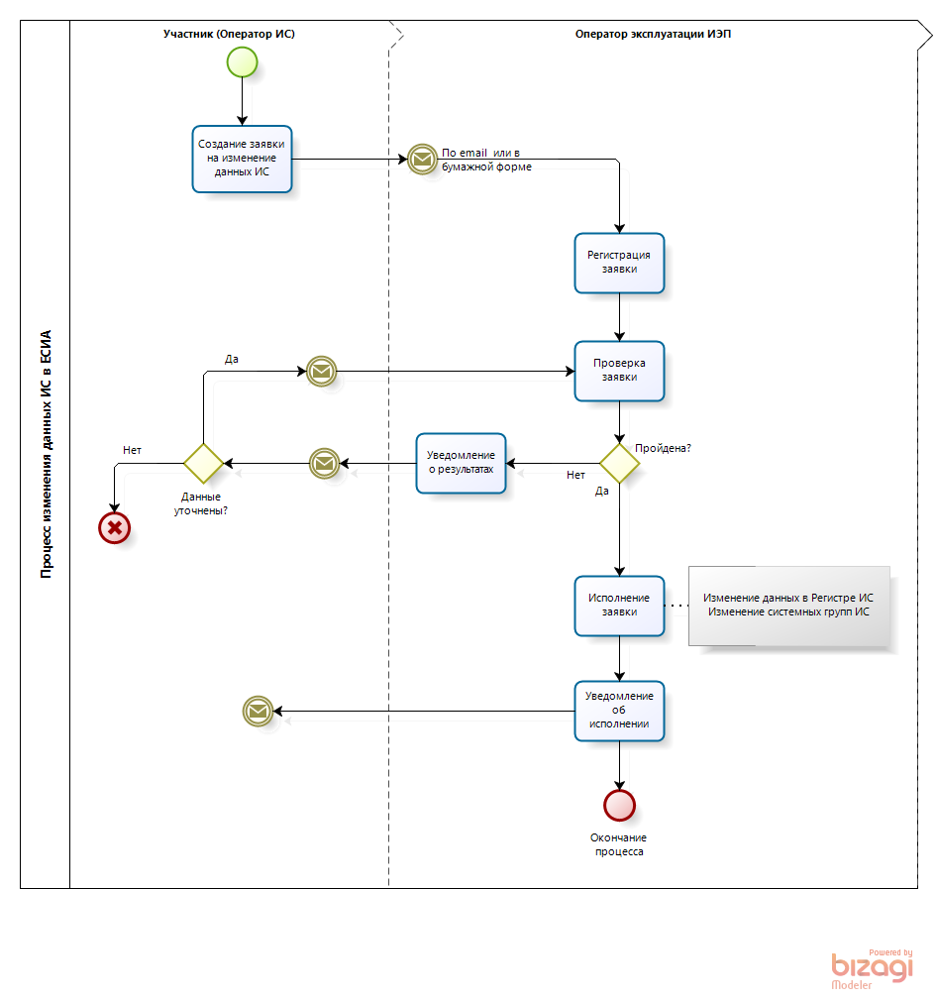 Процесс изменения данных ИС в ЕСИА
Участник (Оператор ИС)
Оператор эксплуатации ИЭП
Создание заявки
на изменение
данных ИС
По email или в
бумажной форме
Регистрация
заявки
Да
Проверка
заявки
Нет
Данные
уточнены?
Уведомление
о результатах
Пройдена?
Нет
Да
Исполнение
заявки
Изменение данных в Регистре ИС
Изменение системных групп ИС
Уведомление
об
исполнении
Окончание
процесса
Powered by
bizagi
Modeler